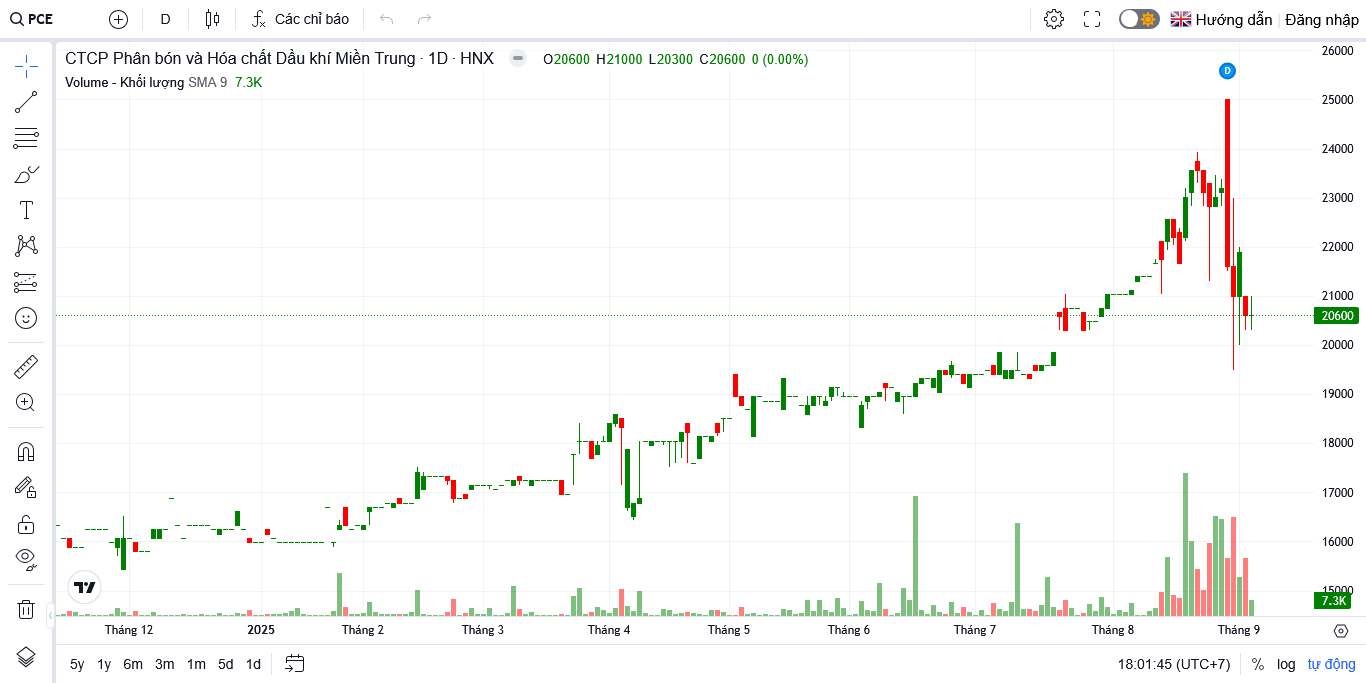 PCE D Các chỉ báo Hướng dẫn Đăng nhập
CTCP Phân bón và Hóa chất Dầu khí Miền Trung · 1D · HNX O20600 H21000 L20300 C20600 0 (0.00%)
Volume - Khối lượng SMA 9 7.3K
D
26000
25000
24000
23000
22000
21000
20600
20000
19000
18000
17000
16000
15000
7.3K
Tháng 12 2025 Tháng 2 Tháng 3 Tháng 4 Tháng 5 Tháng 6 Tháng 7 Tháng 8 Tháng 9
5y 1y 6m 3m 1m 5d 1d 18:01:45 (UTC+7) % log tự động